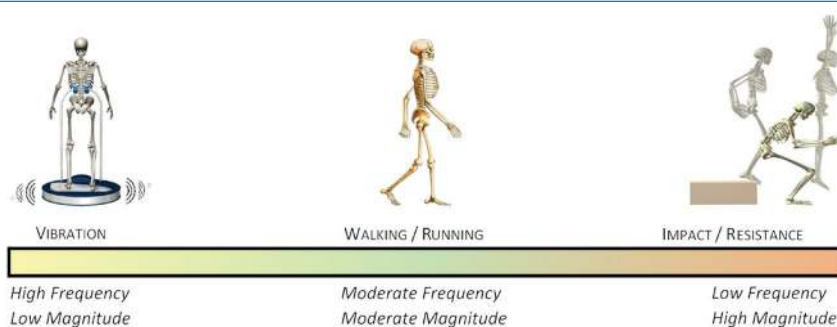 VIBRATION
WALKING / RUNNING
IMPACT / RESISTANCE
High Frequency
Low Magnitude
Moderate Frequency
Moderate Magnitude
Low Frequency
High Magnitude